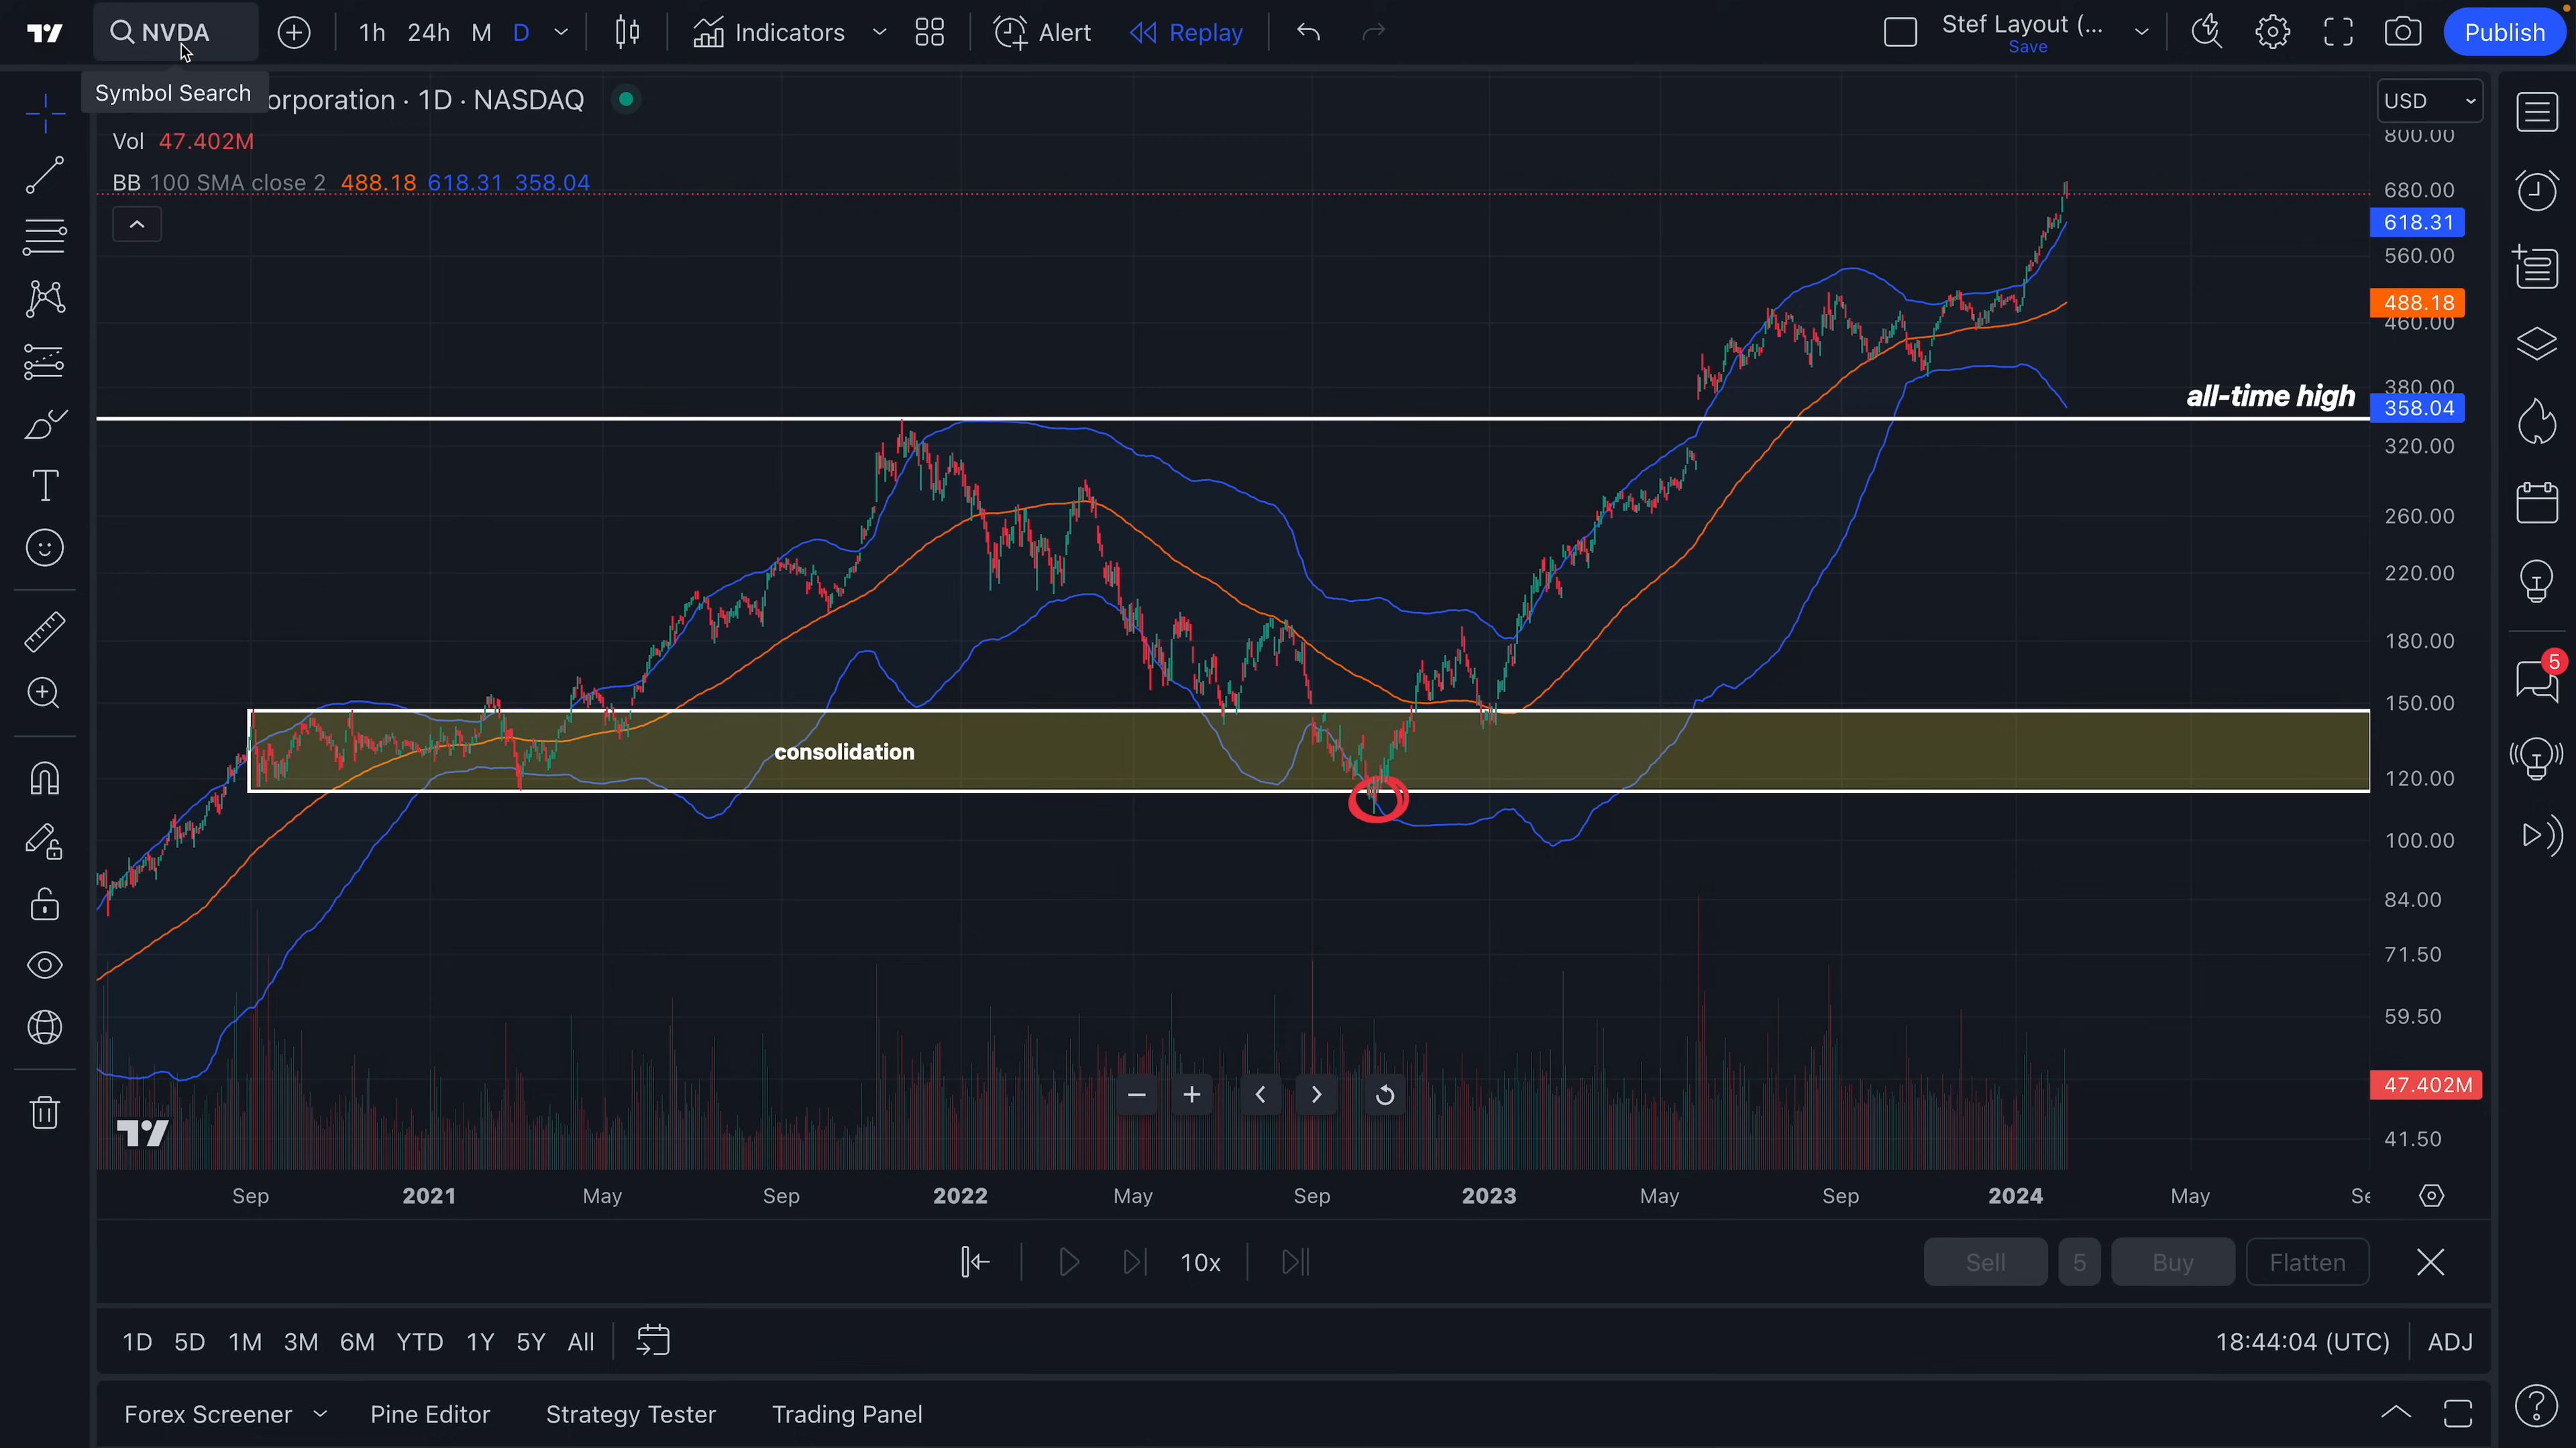 NVDA 1h 24h M D Indicators Alert Replay Stef Layout (... Save Publish
Symbol Search
orporation · 1D · NASDAQ
USD
Vol 47.402M
BB 100 SMA close 2 488.18 618.31 358.04
800.00
680.00
618.31
560.00
488.18
460.00
380.00
all-time high
358.04
320.00
260.00
220.00
180.00
5
150.00
consolidation
120.00
100.00
84.00
71.50
59.50
47.402M
41.50
Sep 2021 May Sep 2022 May Sep 2023 May Sep 2024 May Se
10x Sell 5 Buy Flatten
1D 5D 1M 3M 6M YTD 1Y 5Y All 18:44:04 (UTC) ADJ
Forex Screener Pine Editor Strategy Tester Trading Panel